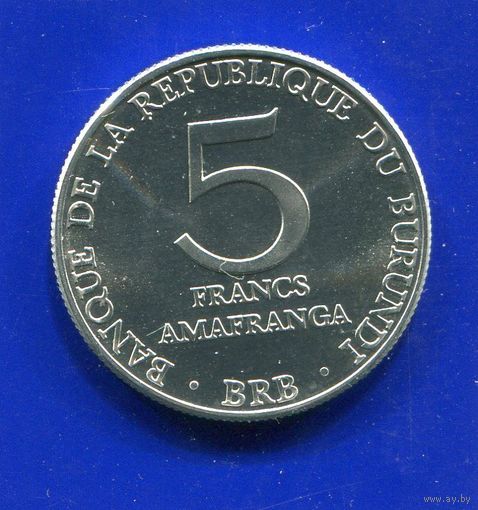 BANQUE DE LA REPUBLIQUE DU BURUNDI
5
FRANCS
AMAFRANGA
· BRB ·
www.ay.by